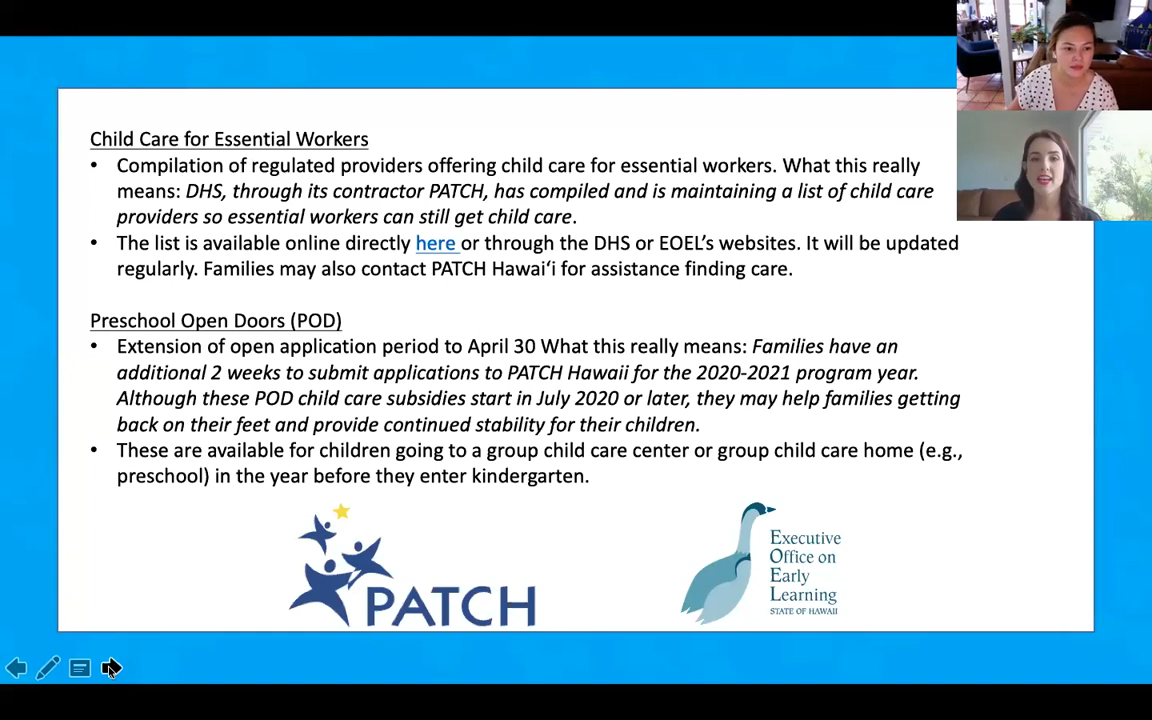 Child Care for Essential Workers
• Compilation of regulated providers offering child care for essential workers. What this really
means: DHS, through its contractor PATCH, has compiled and is maintaining a list of child care
providers so essential workers can still get child care.
• The list is available online directly here or through the DHS or EOEL’s websites. It will be updated
regularly. Families may also contact PATCH Hawai‘i for assistance finding care.
Preschool Open Doors (POD)
• Extension of open application period to April 30 What this really means: Families have an
additional 2 weeks to submit applications to PATCH Hawaii for the 2020-2021 program year.
Although these POD child care subsidies start in July 2020 or later, they may help families getting
back on their feet and provide continued stability for their children.
• These are available for children going to a group child care center or group child care home (e.g.,
preschool) in the year before they enter kindergarten.
PATCH
Executive
Office on
Early
Learning
STATE OF HAWAII